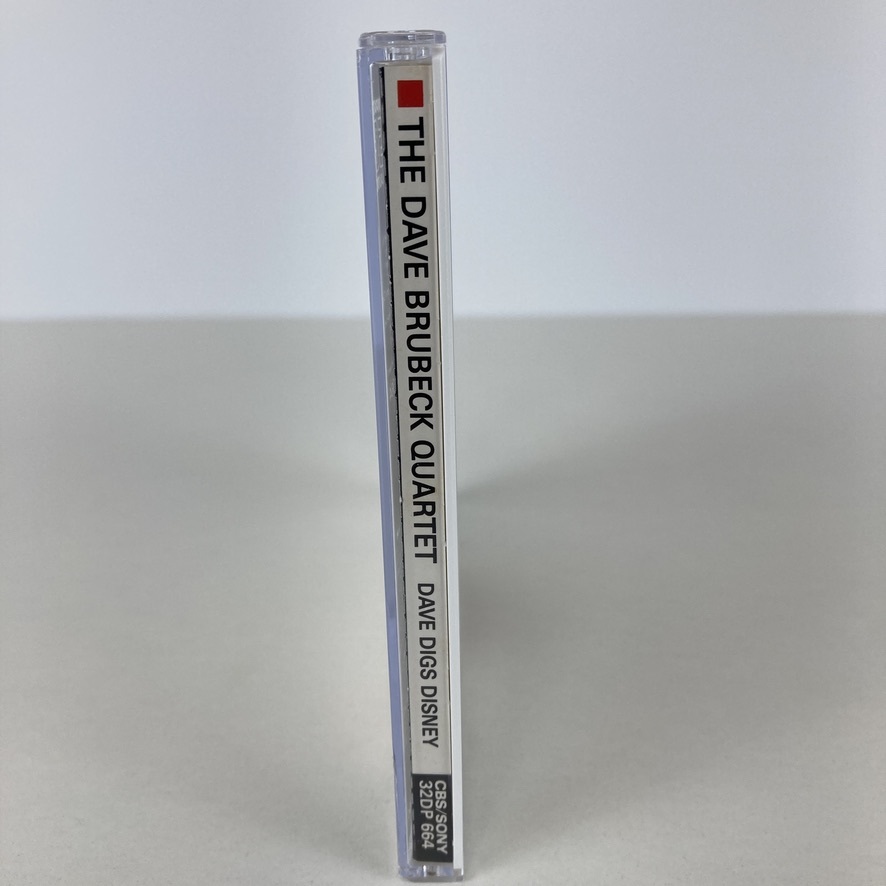 THE DAVE BRUBECK QUARTET DAVE DIGS DISNEY
CBS/SONY
32DP 664